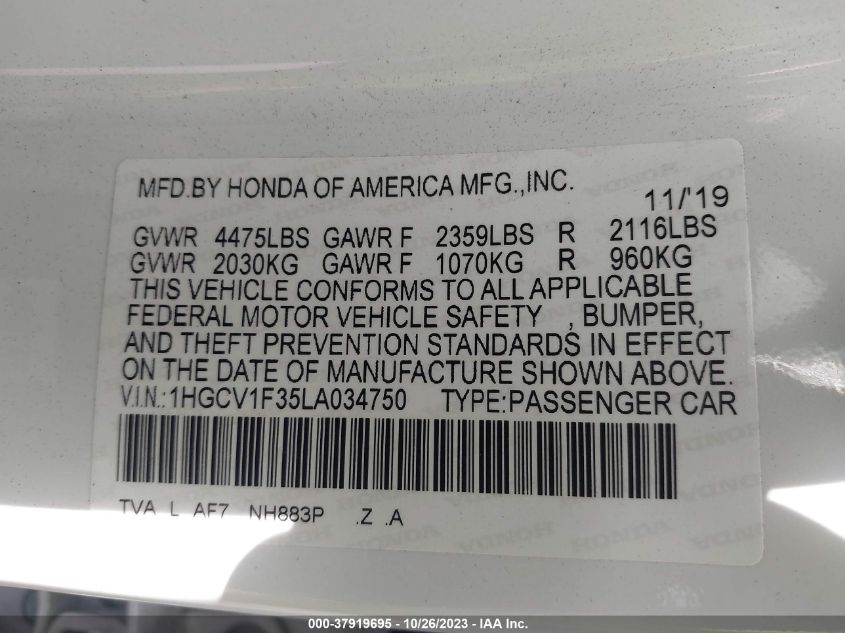 MFD.BY HONDA OF AMERICA MFG.,INC. 11/'19
GVWR 4475LBS GAWR F 2359LBS R 2116LBS
GVWR 2030KG GAWR F 1070KG R 960KG
THIS VEHICLE CONFORMS TO ALL APPLICABLE
FEDERAL MOTOR VEHICLE SAFETY , BUMPER,
AND THEFT PREVENTION STANDARDS IN EFFECT
ON THE DATE OF MANUFACTURE SHOWN ABOVE.
V.I.N.:1HGCV1F35LA034750 TYPE:PASSENGER CAR
TVA L AF7 NH883P .Z .A
HONDA
000-37919695 - 10/26/2023 - IAA Inc.